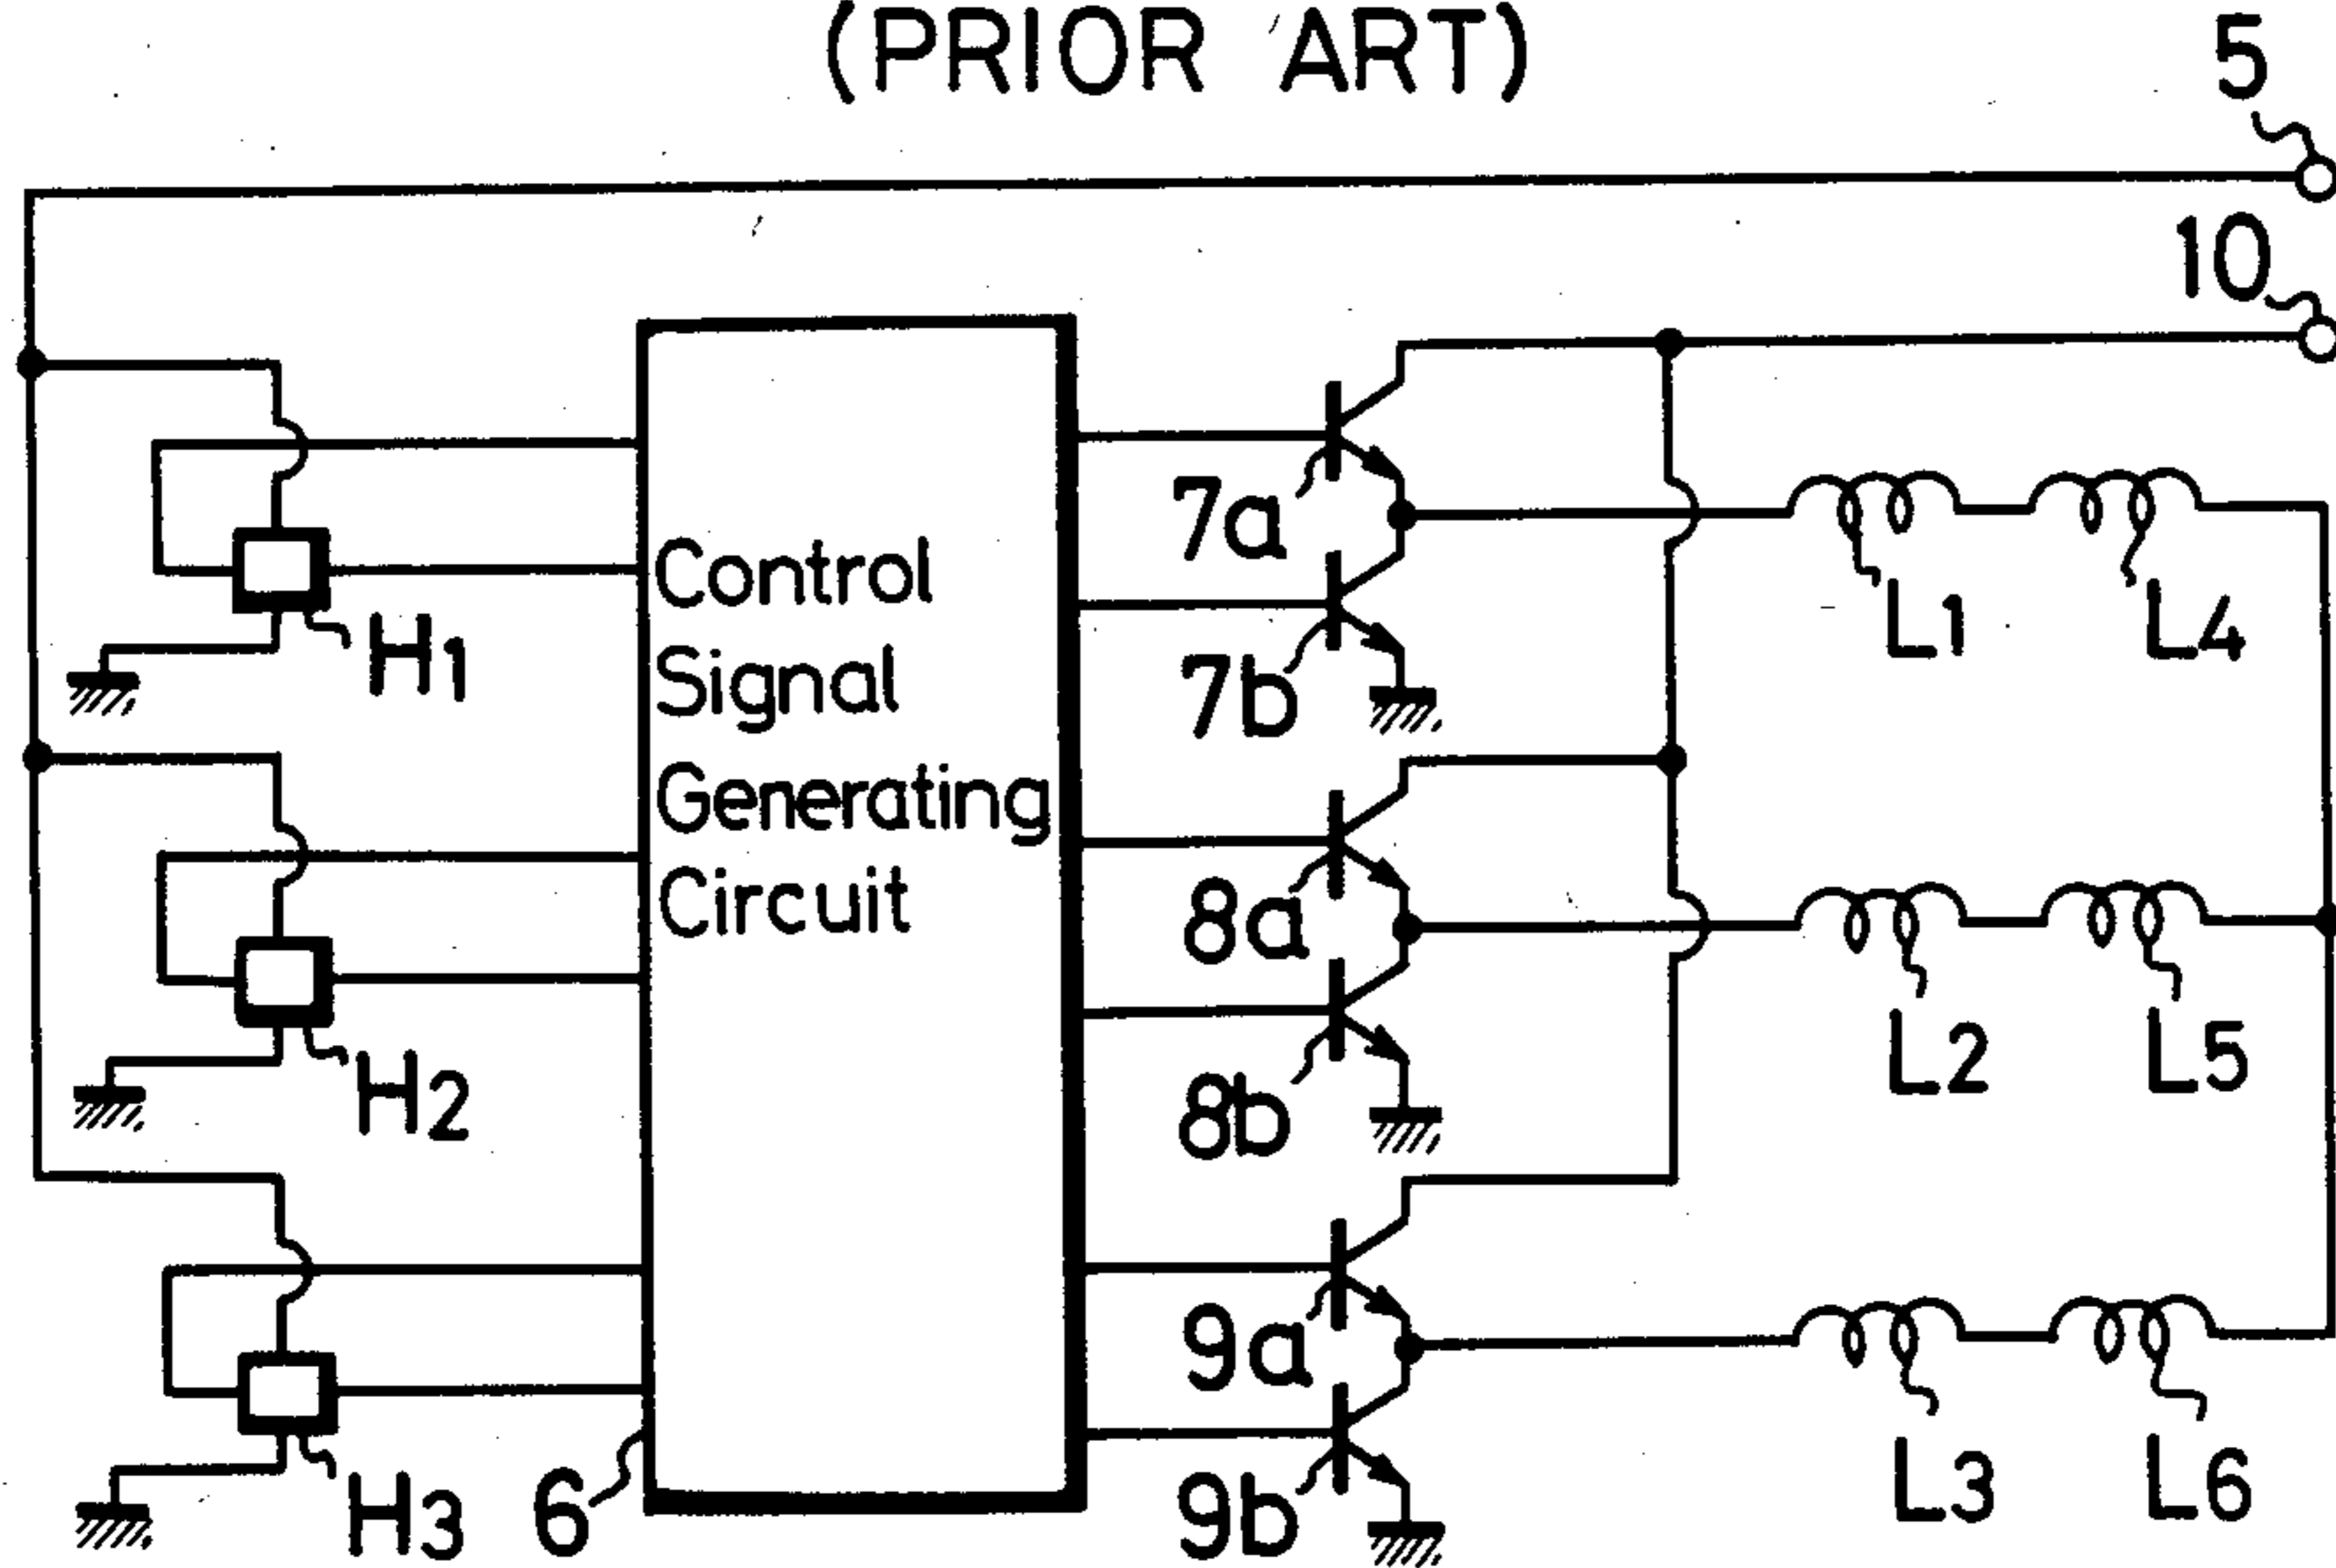 (PRIOR ART)
5
10
Control
Signal
Generating
Circuit
7a
7b
8a
8b
9a
9b
H1
H2
H3
6
L1
L4
L2
L5
L3
L6